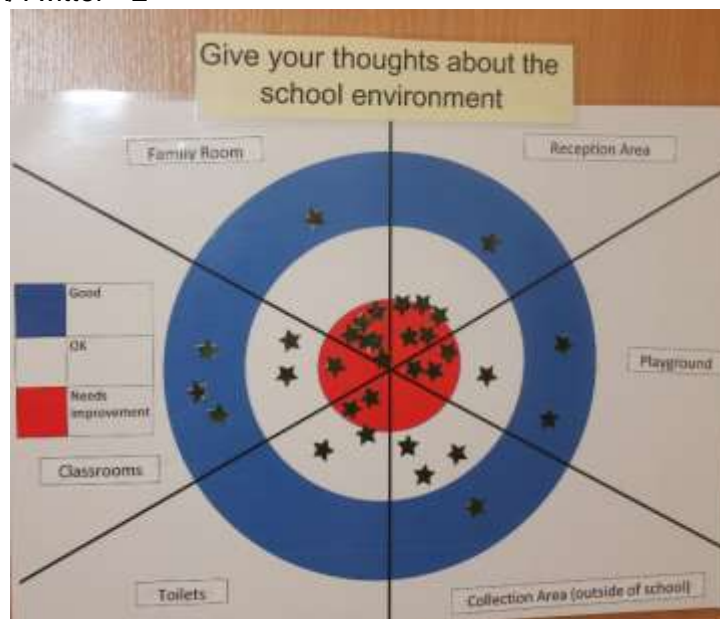 Give your thoughts about the
school environment
Family Room
Reception Area
Good
OK
Needs
improvement
Playground
Classrooms
Toilets
Collection Area (outside of school)